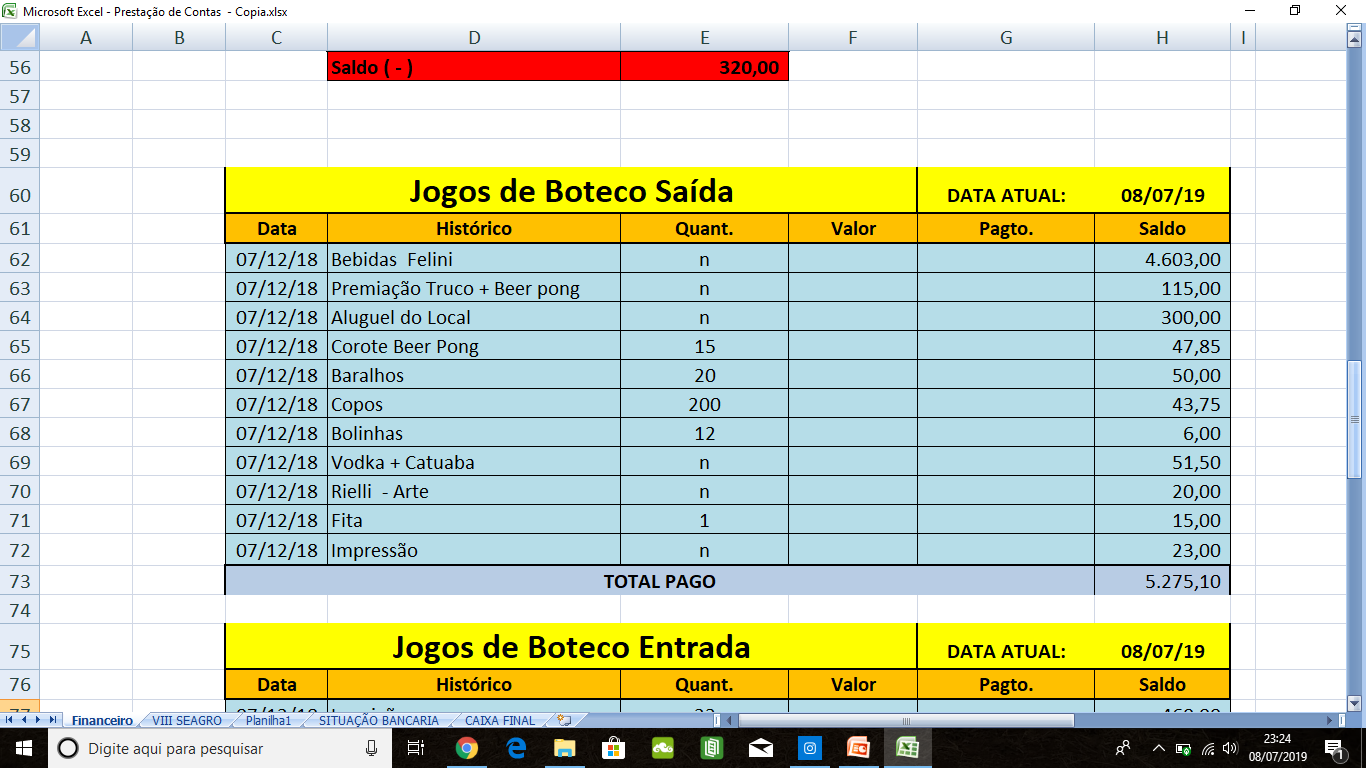 Microsoft Excel - Prestação de Contas - Copia.xlsx
A B C D E F G H I
56 Saldo ( - ) 320,00
57
58
59
60 Jogos de Boteco Saída DATA ATUAL: 08/07/19
61 Data Histórico Quant. Valor Pagto. Saldo
62 07/12/18 Bebidas Felini n 4.603,00
63 07/12/18 Premiação Truco + Beer pong n 115,00
64 07/12/18 Aluguel do Local n 300,00
65 07/12/18 Corote Beer Pong 15 47,85
66 07/12/18 Baralhos 20 50,00
67 07/12/18 Copos 200 43,75
68 07/12/18 Bolinhas 12 6,00
69 07/12/18 Vodka + Catuaba n 51,50
70 07/12/18 Rielli - Arte n 20,00
71 07/12/18 Fita 1 15,00
72 07/12/18 Impressão n 23,00
73 TOTAL PAGO 5.275,10
74
75 Jogos de Boteco Entrada DATA ATUAL: 08/07/19
76 Data Histórico Quant. Valor Pagto. Saldo
77 07/12/18
Financeiro VIII SEAGRO Planilha1 SITUAÇÃO BANCARIA CAIXA FINAL
Digite aqui para pesquisar
23:24
08/07/2019
1